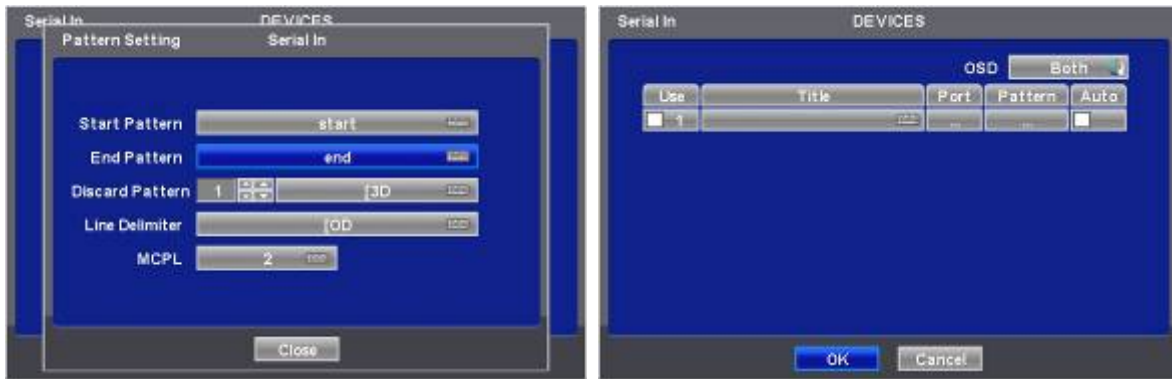 Serial In DEVICES
Pattern Setting Serial In
Start Pattern start
End Pattern end
Discard Pattern 1 [3D
Line Delimiter [OD
MCPL 2
Close
Serial In DEVICES
OSD Both
Use Title Port Pattern Auto
1 ... ...
OK Cancel